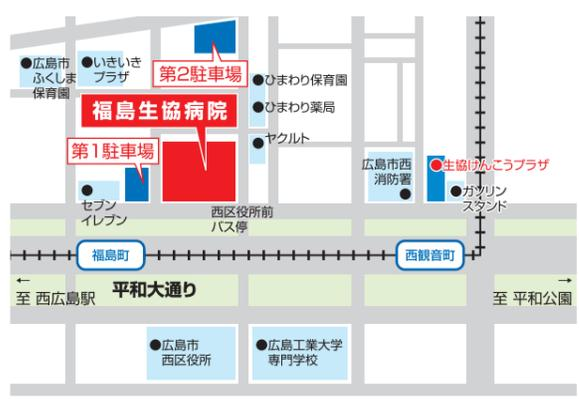 広島市
ふくしま
保育園
いきいき
プラザ
第2駐車場
ひまわり保育園
福島生協病院
ひまわり薬局
ヤクルト
第1駐車場
広島市西
消防署
生協けんこうプラザ
セブン
イレブン
ガソリン
スタンド
西区役所前
バス停
福島町
西観音町
←
至 西広島駅
平和大通り
→
至 平和公園
広島市
西区役所
広島工業大学
専門学校